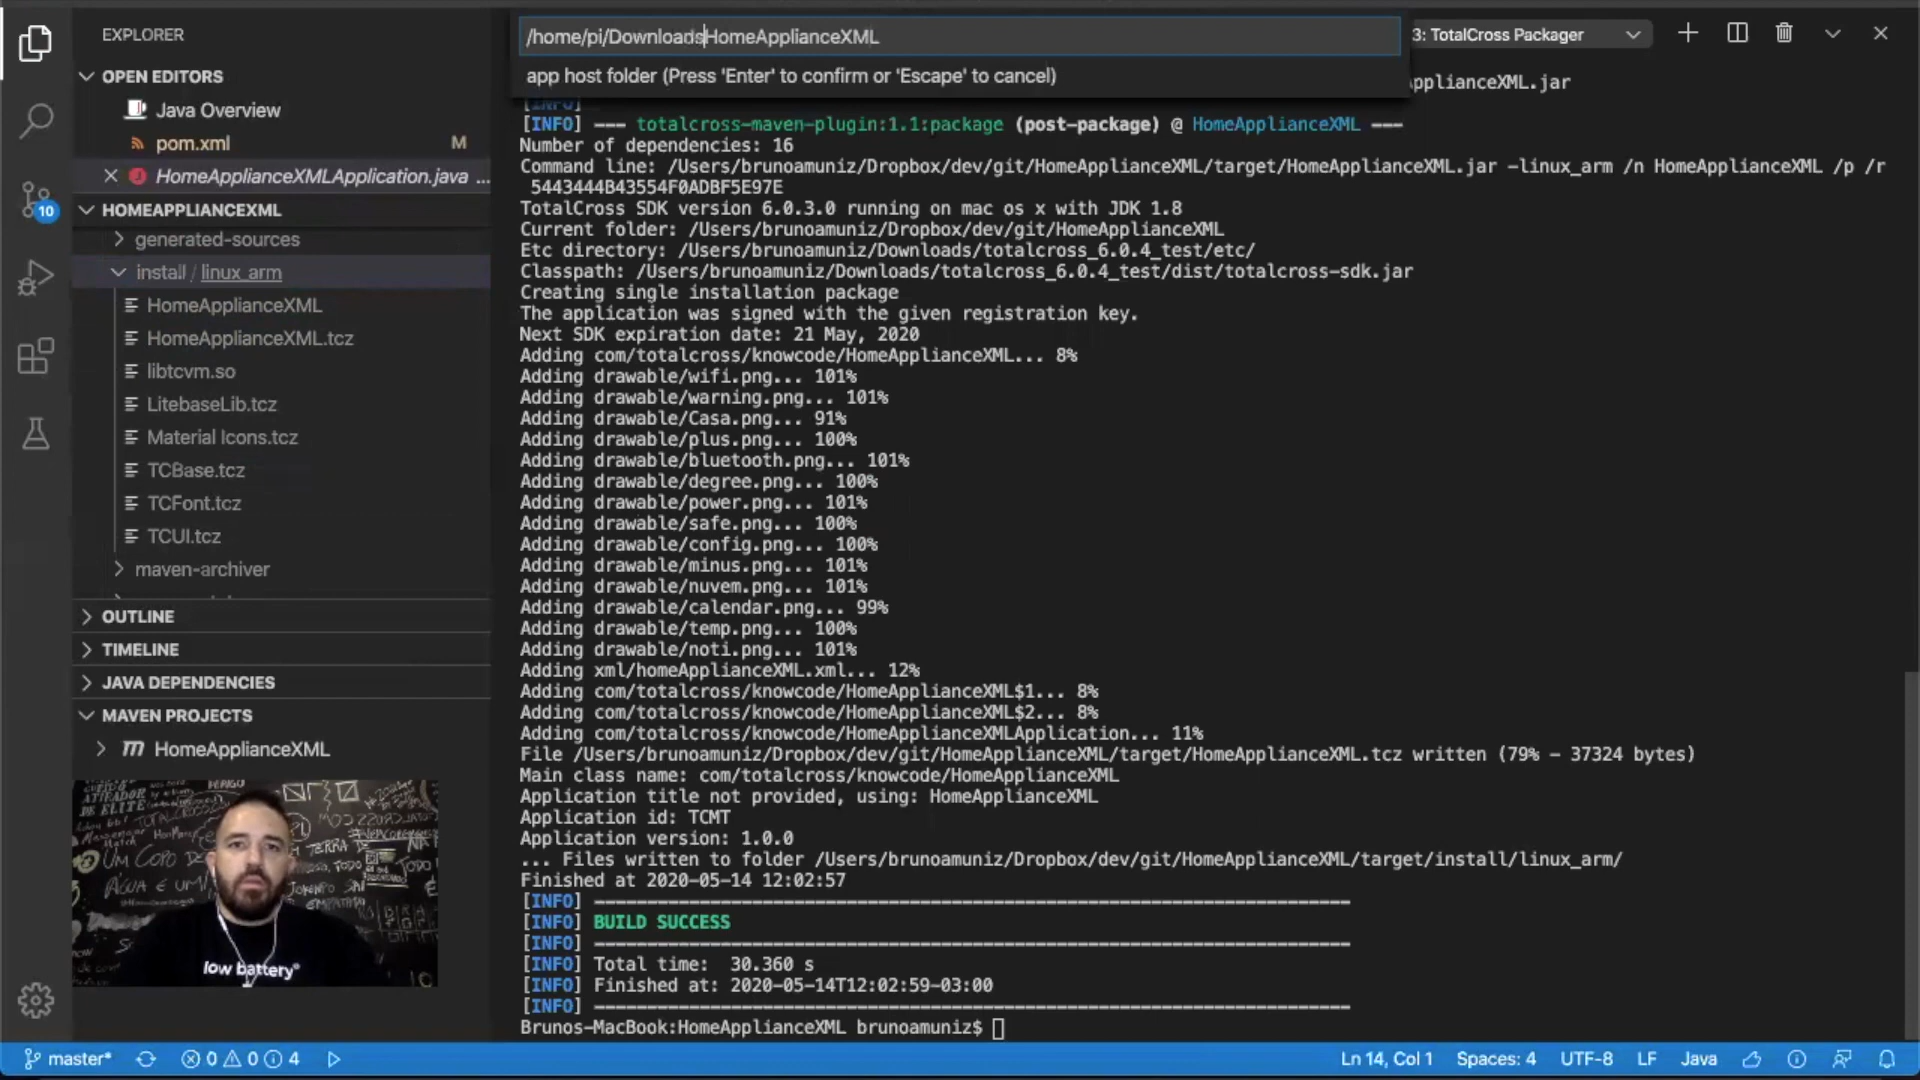 EXPLORER
OPEN EDITORS
Java Overview
pom.xml M
HomeApplianceXMLApplication.java ...
10
HOMEAPPLIANCEXML
generated-sources
install / linux_arm
HomeApplianceXML
HomeApplianceXML.tcz
libtcvm.so
LitebaseLib.tcz
Material Icons.tcz
TCBase.tcz
TCFont.tcz
TCUI.tcz
maven-archiver
OUTLINE
TIMELINE
JAVA DEPENDENCIES
MAVEN PROJECTS
HomeApplianceXML
/home/pi/DownloadsHomeApplianceXML
app host folder (Press 'Enter' to confirm or 'Escape' to cancel)
3: TotalCross Packager
pplianceXML.jar
[INFO]
[INFO] --- totalcross-maven-plugin:1.1:package (post-package) @ HomeApplianceXML ---
Number of dependencies: 16
Command line: /Users/brunoamuniz/Dropbox/dev/git/HomeApplianceXML/target/HomeApplianceXML.jar -linux_arm /n HomeApplianceXML /p /r
5443444B43554F0ADBF5E97E
TotalCross SDK version 6.0.3.0 running on mac os x with JDK 1.8
Current folder: /Users/brunoamuniz/Dropbox/dev/git/HomeApplianceXML
Etc directory: /Users/brunoamuniz/Downloads/totalcross_6.0.4_test/etc/
Classpath: /Users/brunoamuniz/Downloads/totalcross_6.0.4_test/dist/totalcross-sdk.jar
Creating single installation package
The application was signed with the given registration key.
Next SDK expiration date: 21 May, 2020
Adding com/totalcross/knowcode/HomeApplianceXML... 8%
Adding drawable/wifi.png... 101%
Adding drawable/warning.png... 101%
Adding drawable/Casa.png... 91%
Adding drawable/plus.png... 100%
Adding drawable/bluetooth.png... 101%
Adding drawable/degree.png... 100%
Adding drawable/power.png... 101%
Adding drawable/safe.png... 100%
Adding drawable/config.png... 100%
Adding drawable/minus.png... 101%
Adding drawable/nuvem.png... 101%
Adding drawable/calendar.png... 99%
Adding drawable/temp.png... 100%
Adding drawable/noti.png... 101%
Adding xml/homeApplianceXML.xml... 12%
Adding com/totalcross/knowcode/HomeApplianceXML$1... 8%
Adding com/totalcross/knowcode/HomeApplianceXML$2... 8%
Adding com/totalcross/knowcode/HomeApplianceXMLApplication... 11%
File /Users/brunoamuniz/Dropbox/dev/git/HomeApplianceXML/target/HomeApplianceXML.tcz written (79% - 37324 bytes)
Main class name: com/totalcross/knowcode/HomeApplianceXML
Application title not provided, using: HomeApplianceXML
Application id: TCMT
Application version: 1.0.0
... Files written to folder /Users/brunoamuniz/Dropbox/dev/git/HomeApplianceXML/target/install/linux_arm/
Finished at 2020-05-14 12:02:57
[INFO] ------------------------------------------------------------------------
[INFO] BUILD SUCCESS
[INFO] ------------------------------------------------------------------------
[INFO] Total time: 30.360 s
[INFO] Finished at: 2020-05-14T12:02:59-03:00
[INFO] ------------------------------------------------------------------------
Brunos-MacBook:HomeApplianceXML brunoamuniz$
UM COPO DE
ÁGUA E UM
TERRA DE
TODO
low battery
master*
0 0 4
Ln 14, Col 1
Spaces: 4
UTF-8
LF
Java